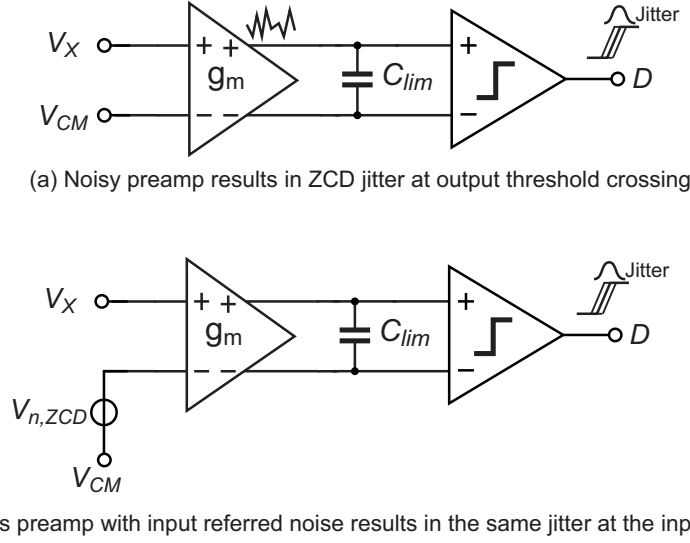 Jitter
V_X + + + D
g_m C_lim
V_CM − − −
(a) Noisy preamp results in ZCD jitter at output threshold crossing
Jitter
V_X + + + D
g_m C_lim
− − −
V_n,ZCD
V_CM
s preamp with input referred noise results in the same jitter at the inp